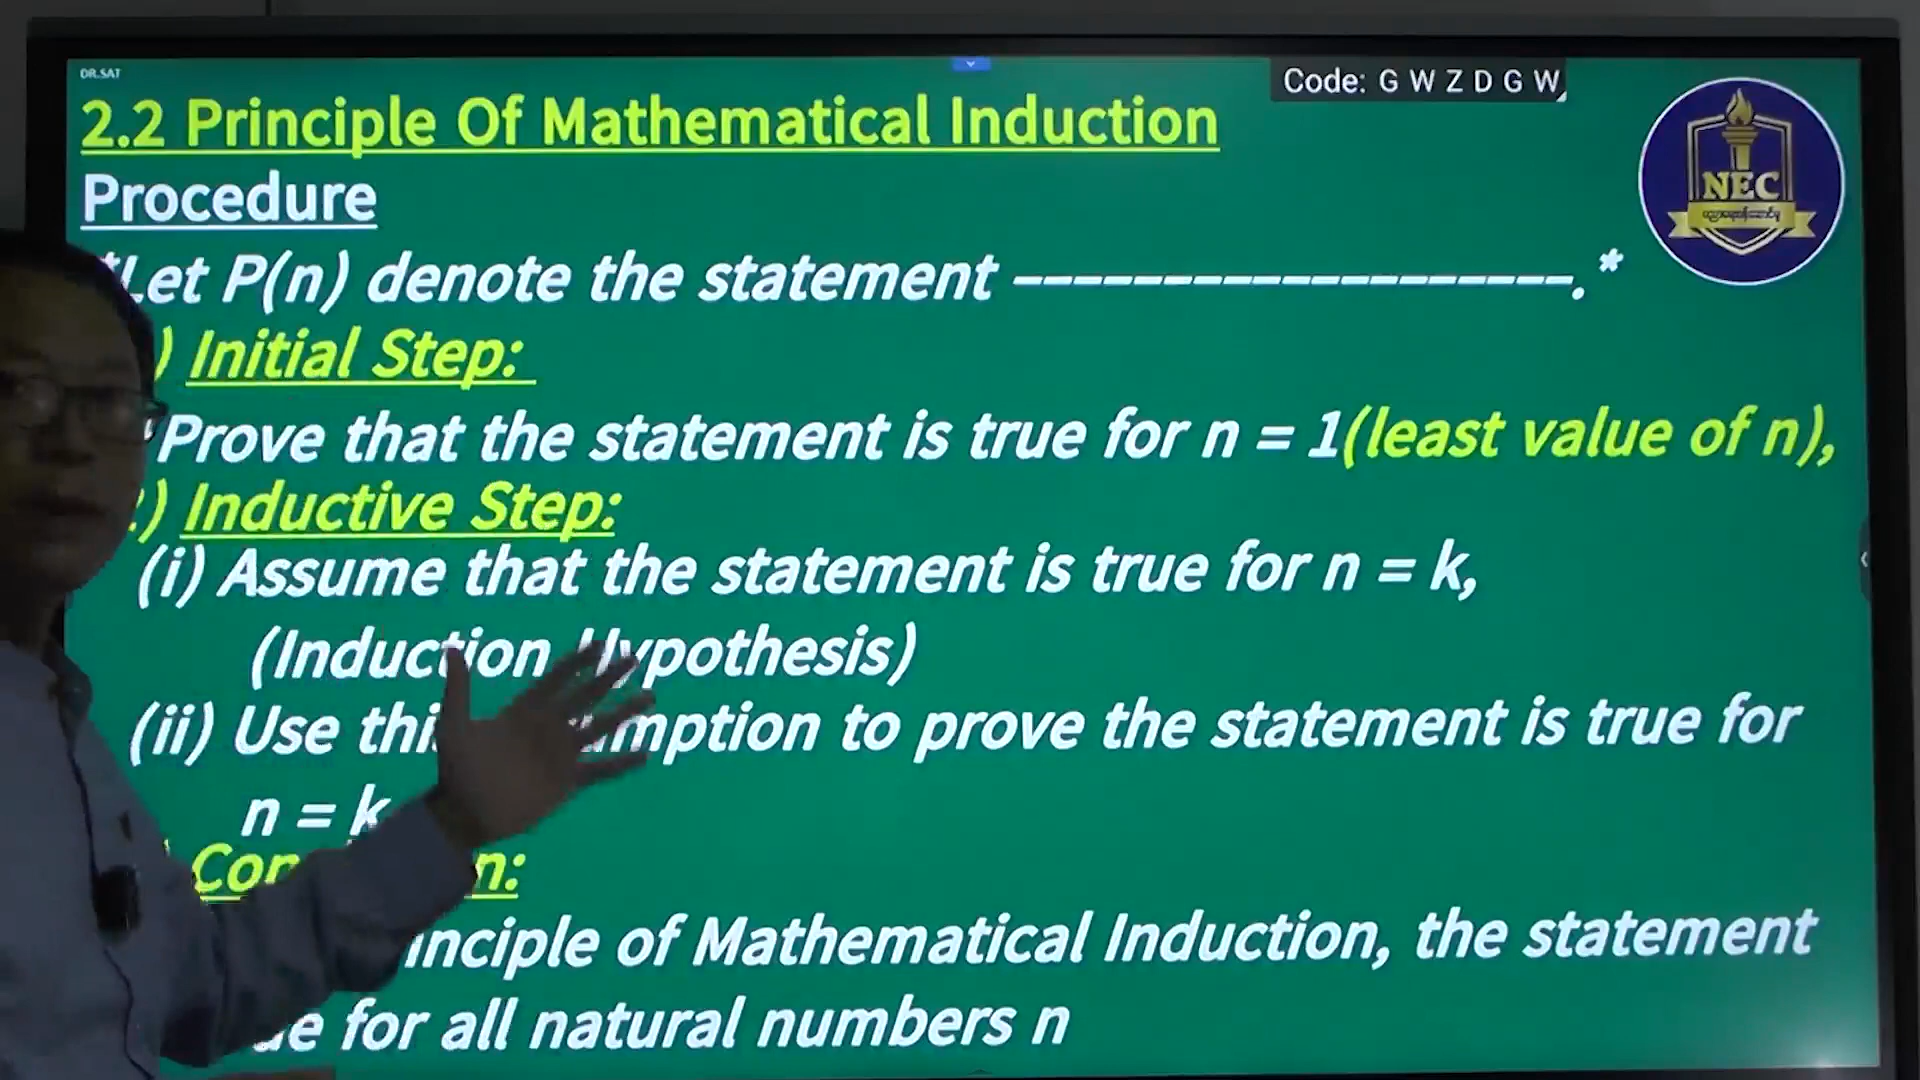 DR.SAT
Code: G W Z D G W
2.2 Principle Of Mathematical Induction
NEC
Procedure
Let P(n) denote the statement -------------------.*
) Initial Step:
Prove that the statement is true for n = 1(least value of n),
) Inductive Step:
(i) Assume that the statement is true for n = k,
(Induction Hypothesis)
(ii) Use to prove the statement is true for
n = k
of Mathematical Induction, the statement
for all natural numbers n